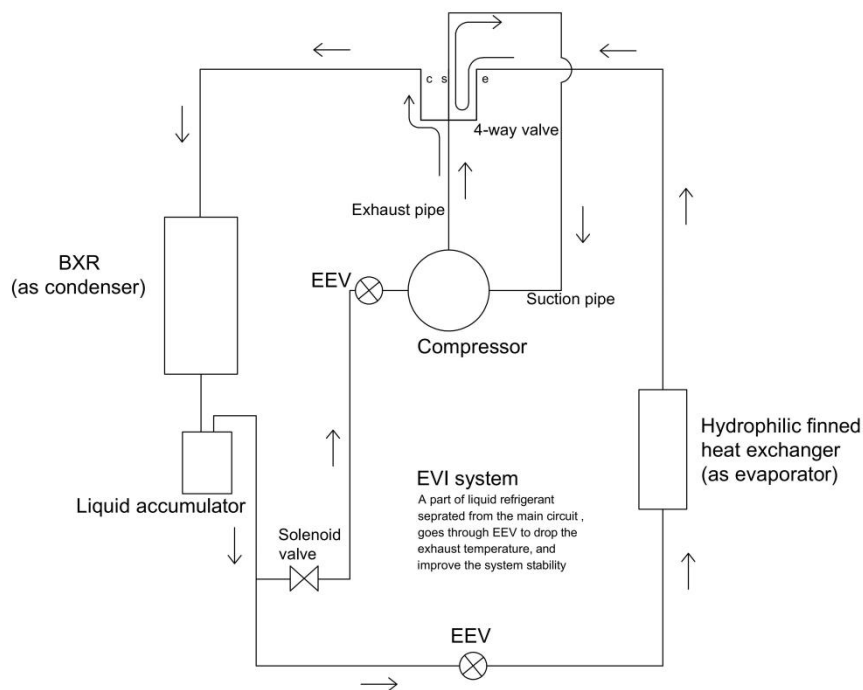 c s e
4-way valve
Exhaust pipe
BXR
(as condenser)
EEV
Suction pipe
Compressor
Hydrophilic finned
heat exchanger
(as evaporator)
EVI system
A part of liquid refrigerant
seprated from the main circuit ,
goes through EEV to drop the
exhaust temperature, and
improve the system stability
Liquid accumulator
Solenoid
valve
EEV